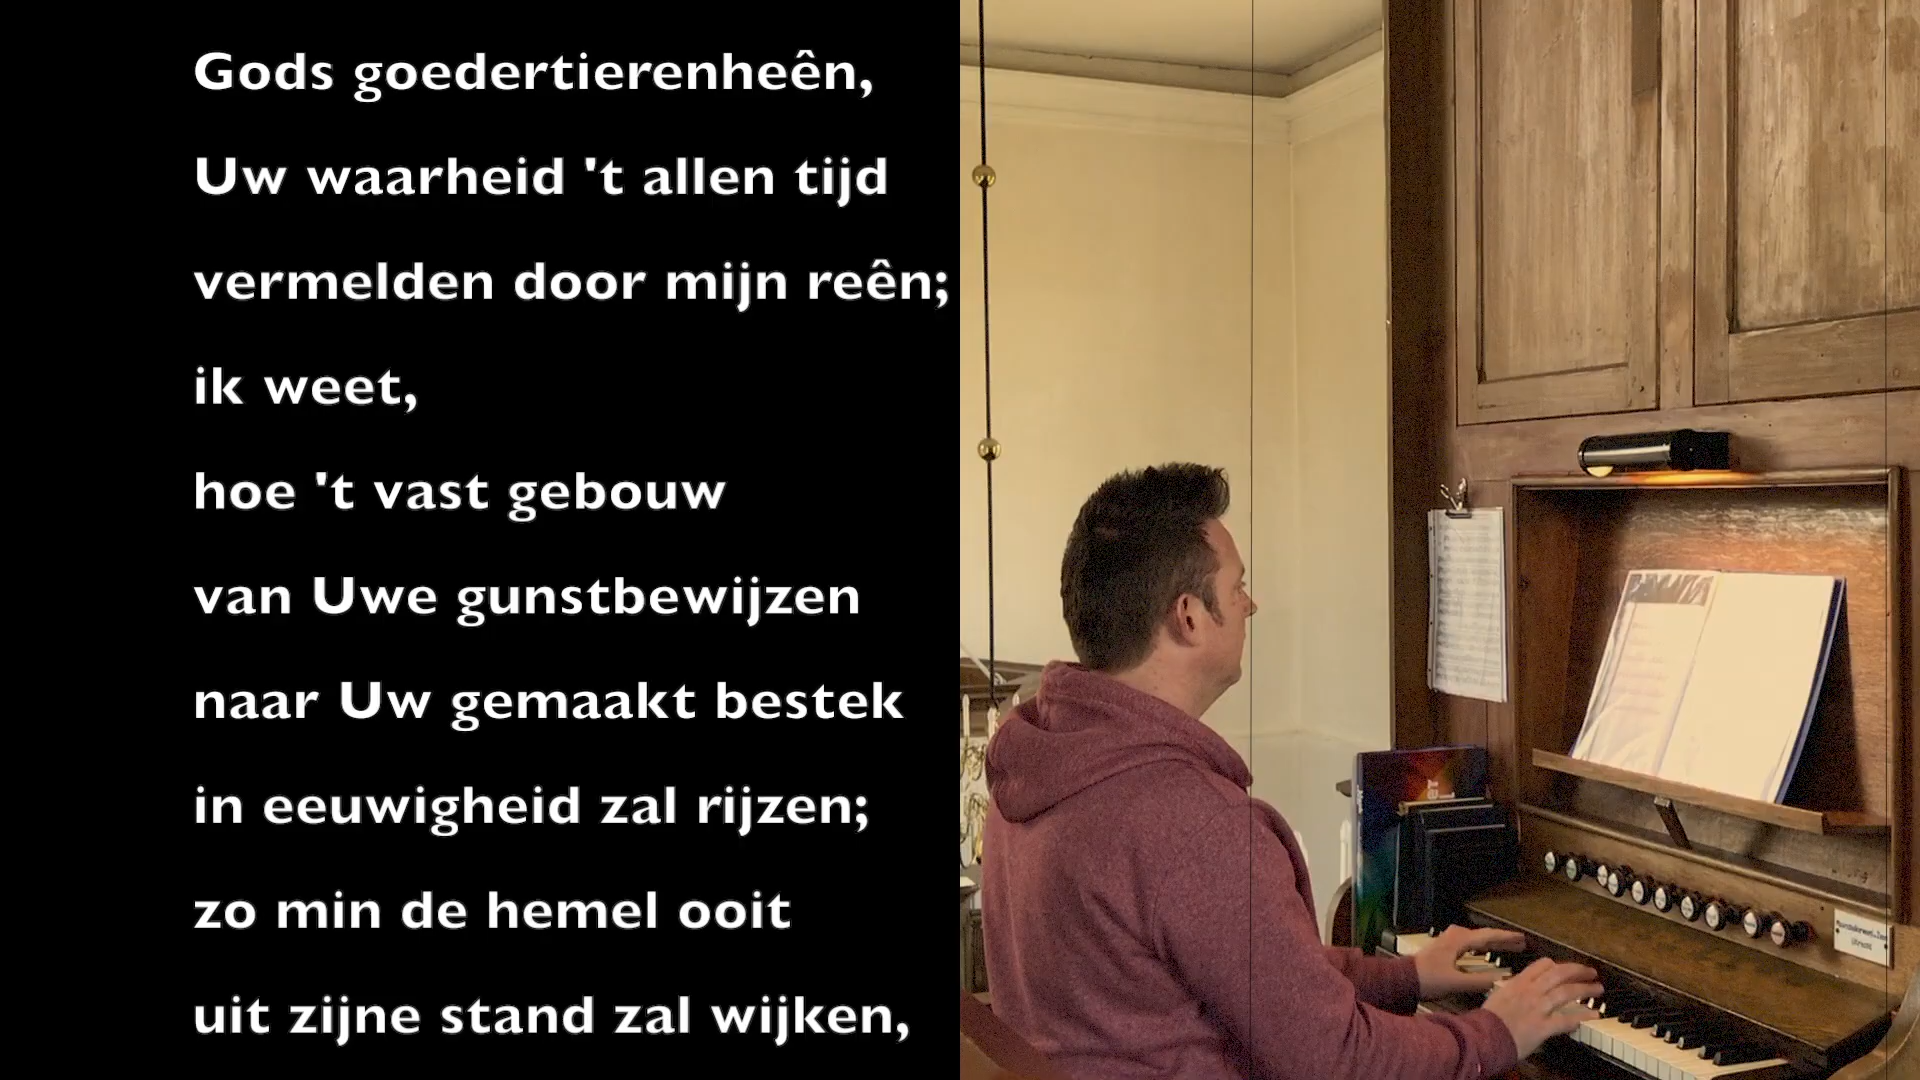 Gods goedertierenheên,
Uw waarheid 't allen tijd
vermelden door mijn reên;
ik weet,
hoe 't vast gebouw
van Uwe gunstbewijzen
naar Uw gemaakt bestek
in eeuwigheid zal rijzen;
zo min de hemel ooit
uit zijne stand zal wijken,